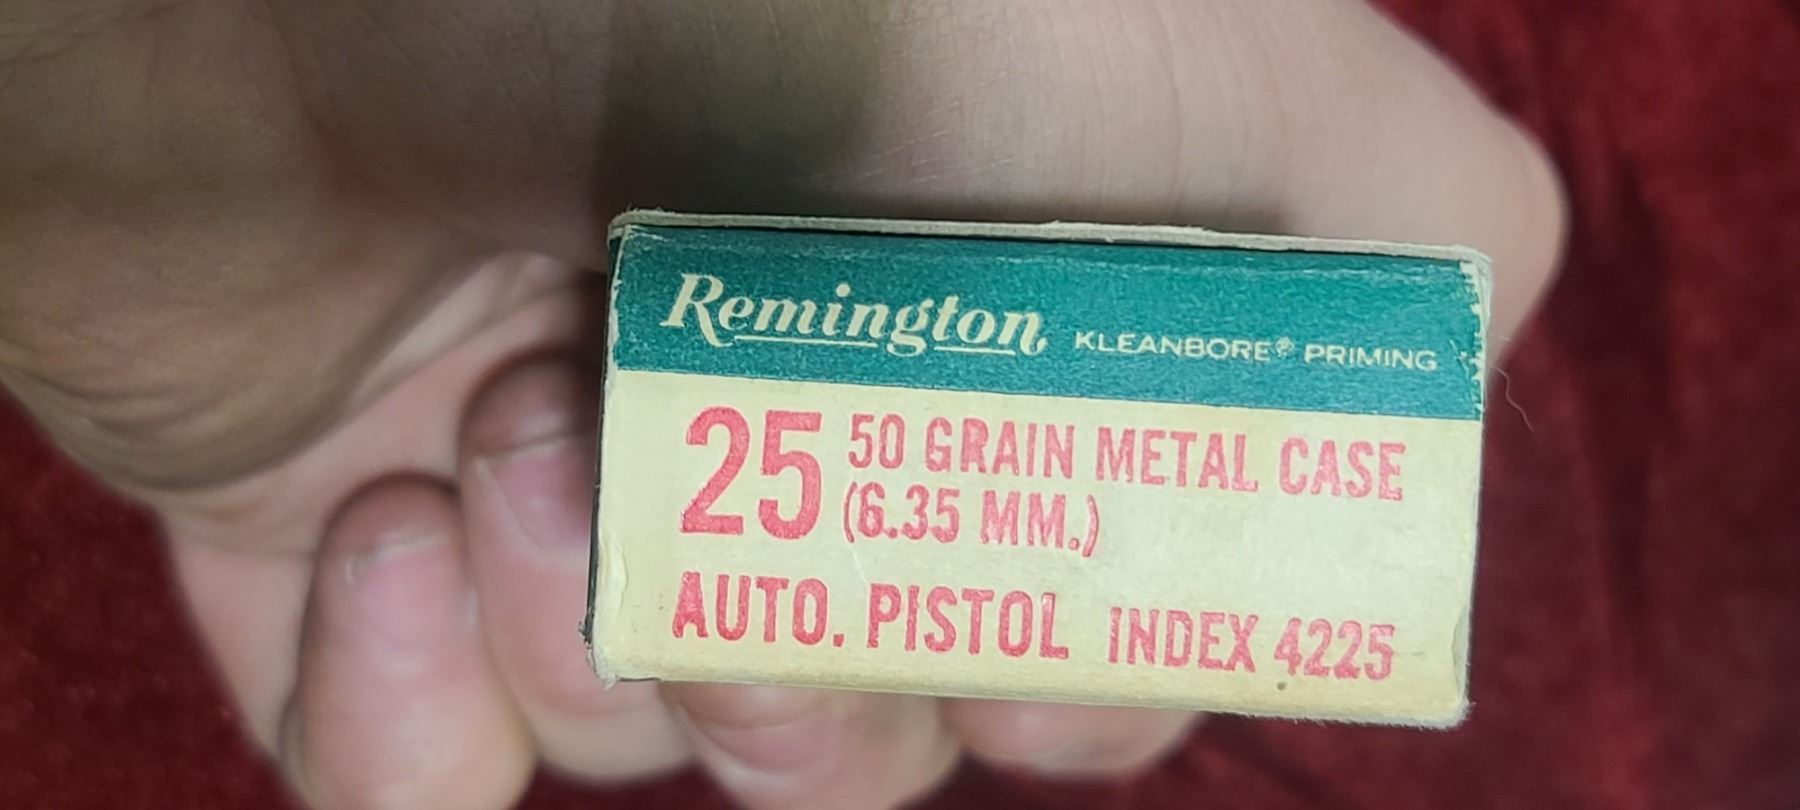 Remington KLEANBORE® PRIMING
25 50 GRAIN METAL CASE
(6.35 MM.)
AUTO. PISTOL INDEX 4225